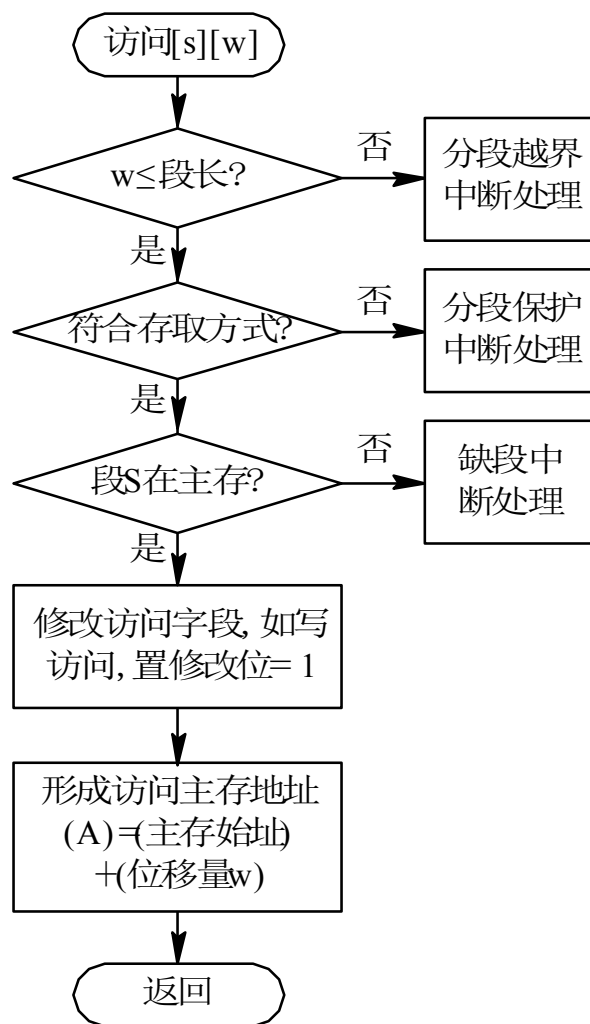 访问[s][w]
w≤段长?
否
分段越界
中断处理
是
符合存取方式?
否
分段保护
中断处理
是
段S在主存?
否
缺段中
断处理
是
修改访问字段, 如写
访问, 置修改位= 1
形成访问主存地址
(A)=(主存始址)
+(位移量w)
返回